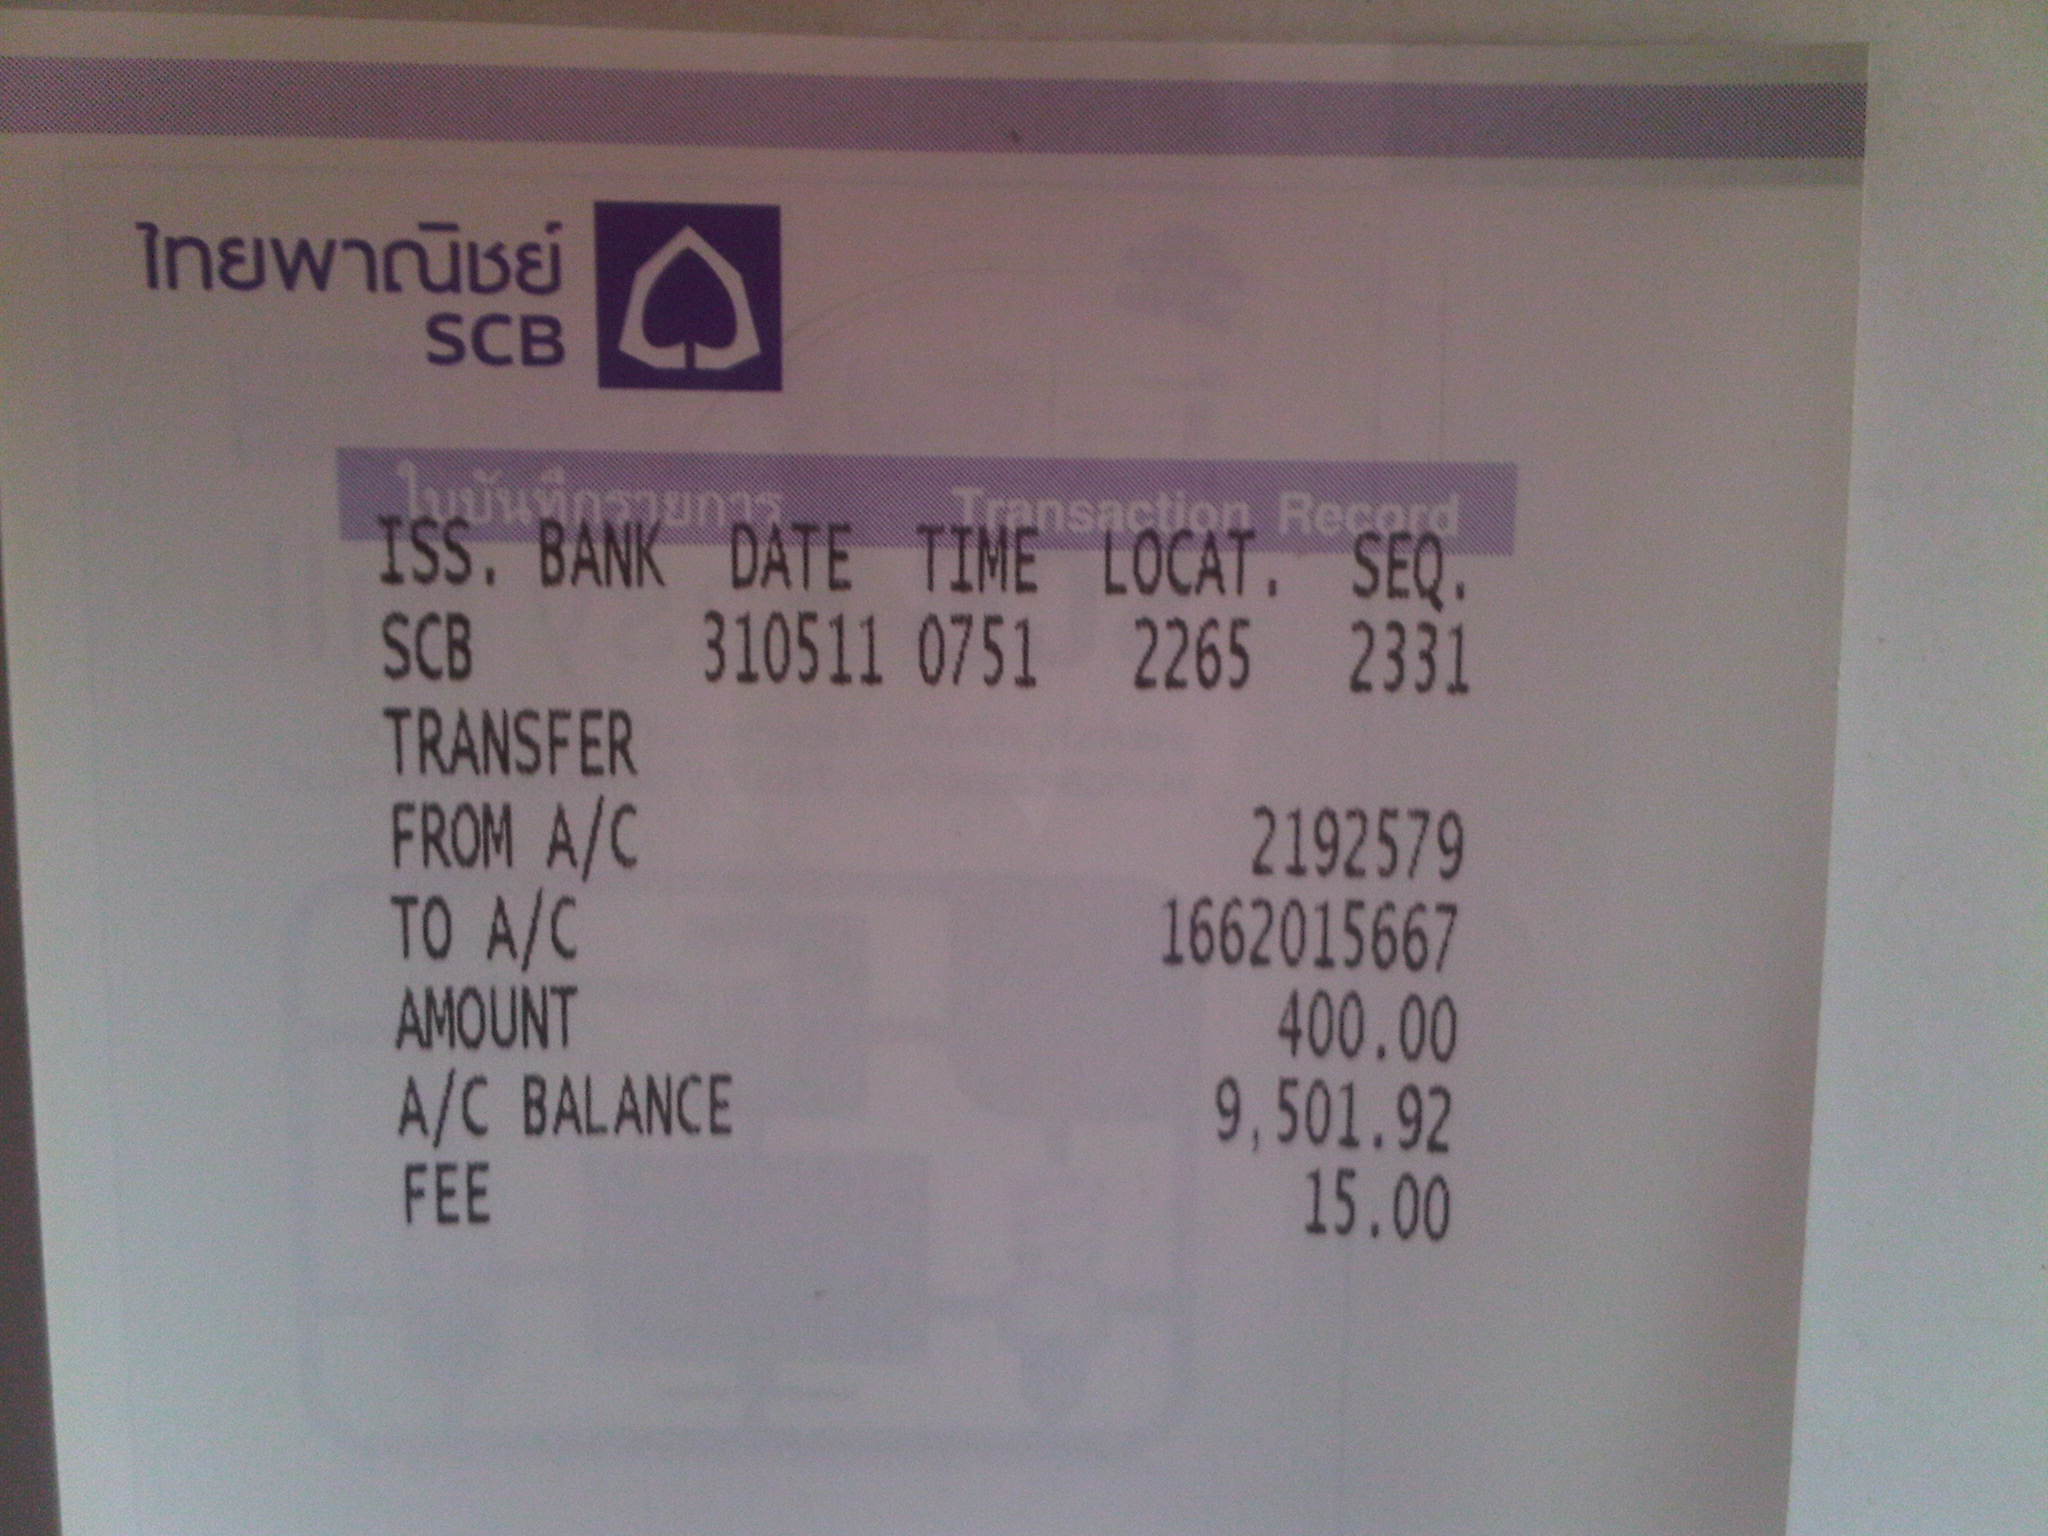 ไทยพาณิชย์
SCB
ใบบันทึกรายการ Transaction Record
ISS. BANK DATE TIME LOCAT. SEQ.
SCB 310511 0751 2265 2331
TRANSFER
FROM A/C 2192579
TO A/C 1662015667
AMOUNT 400.00
A/C BALANCE 9,501.92
FEE 15.00